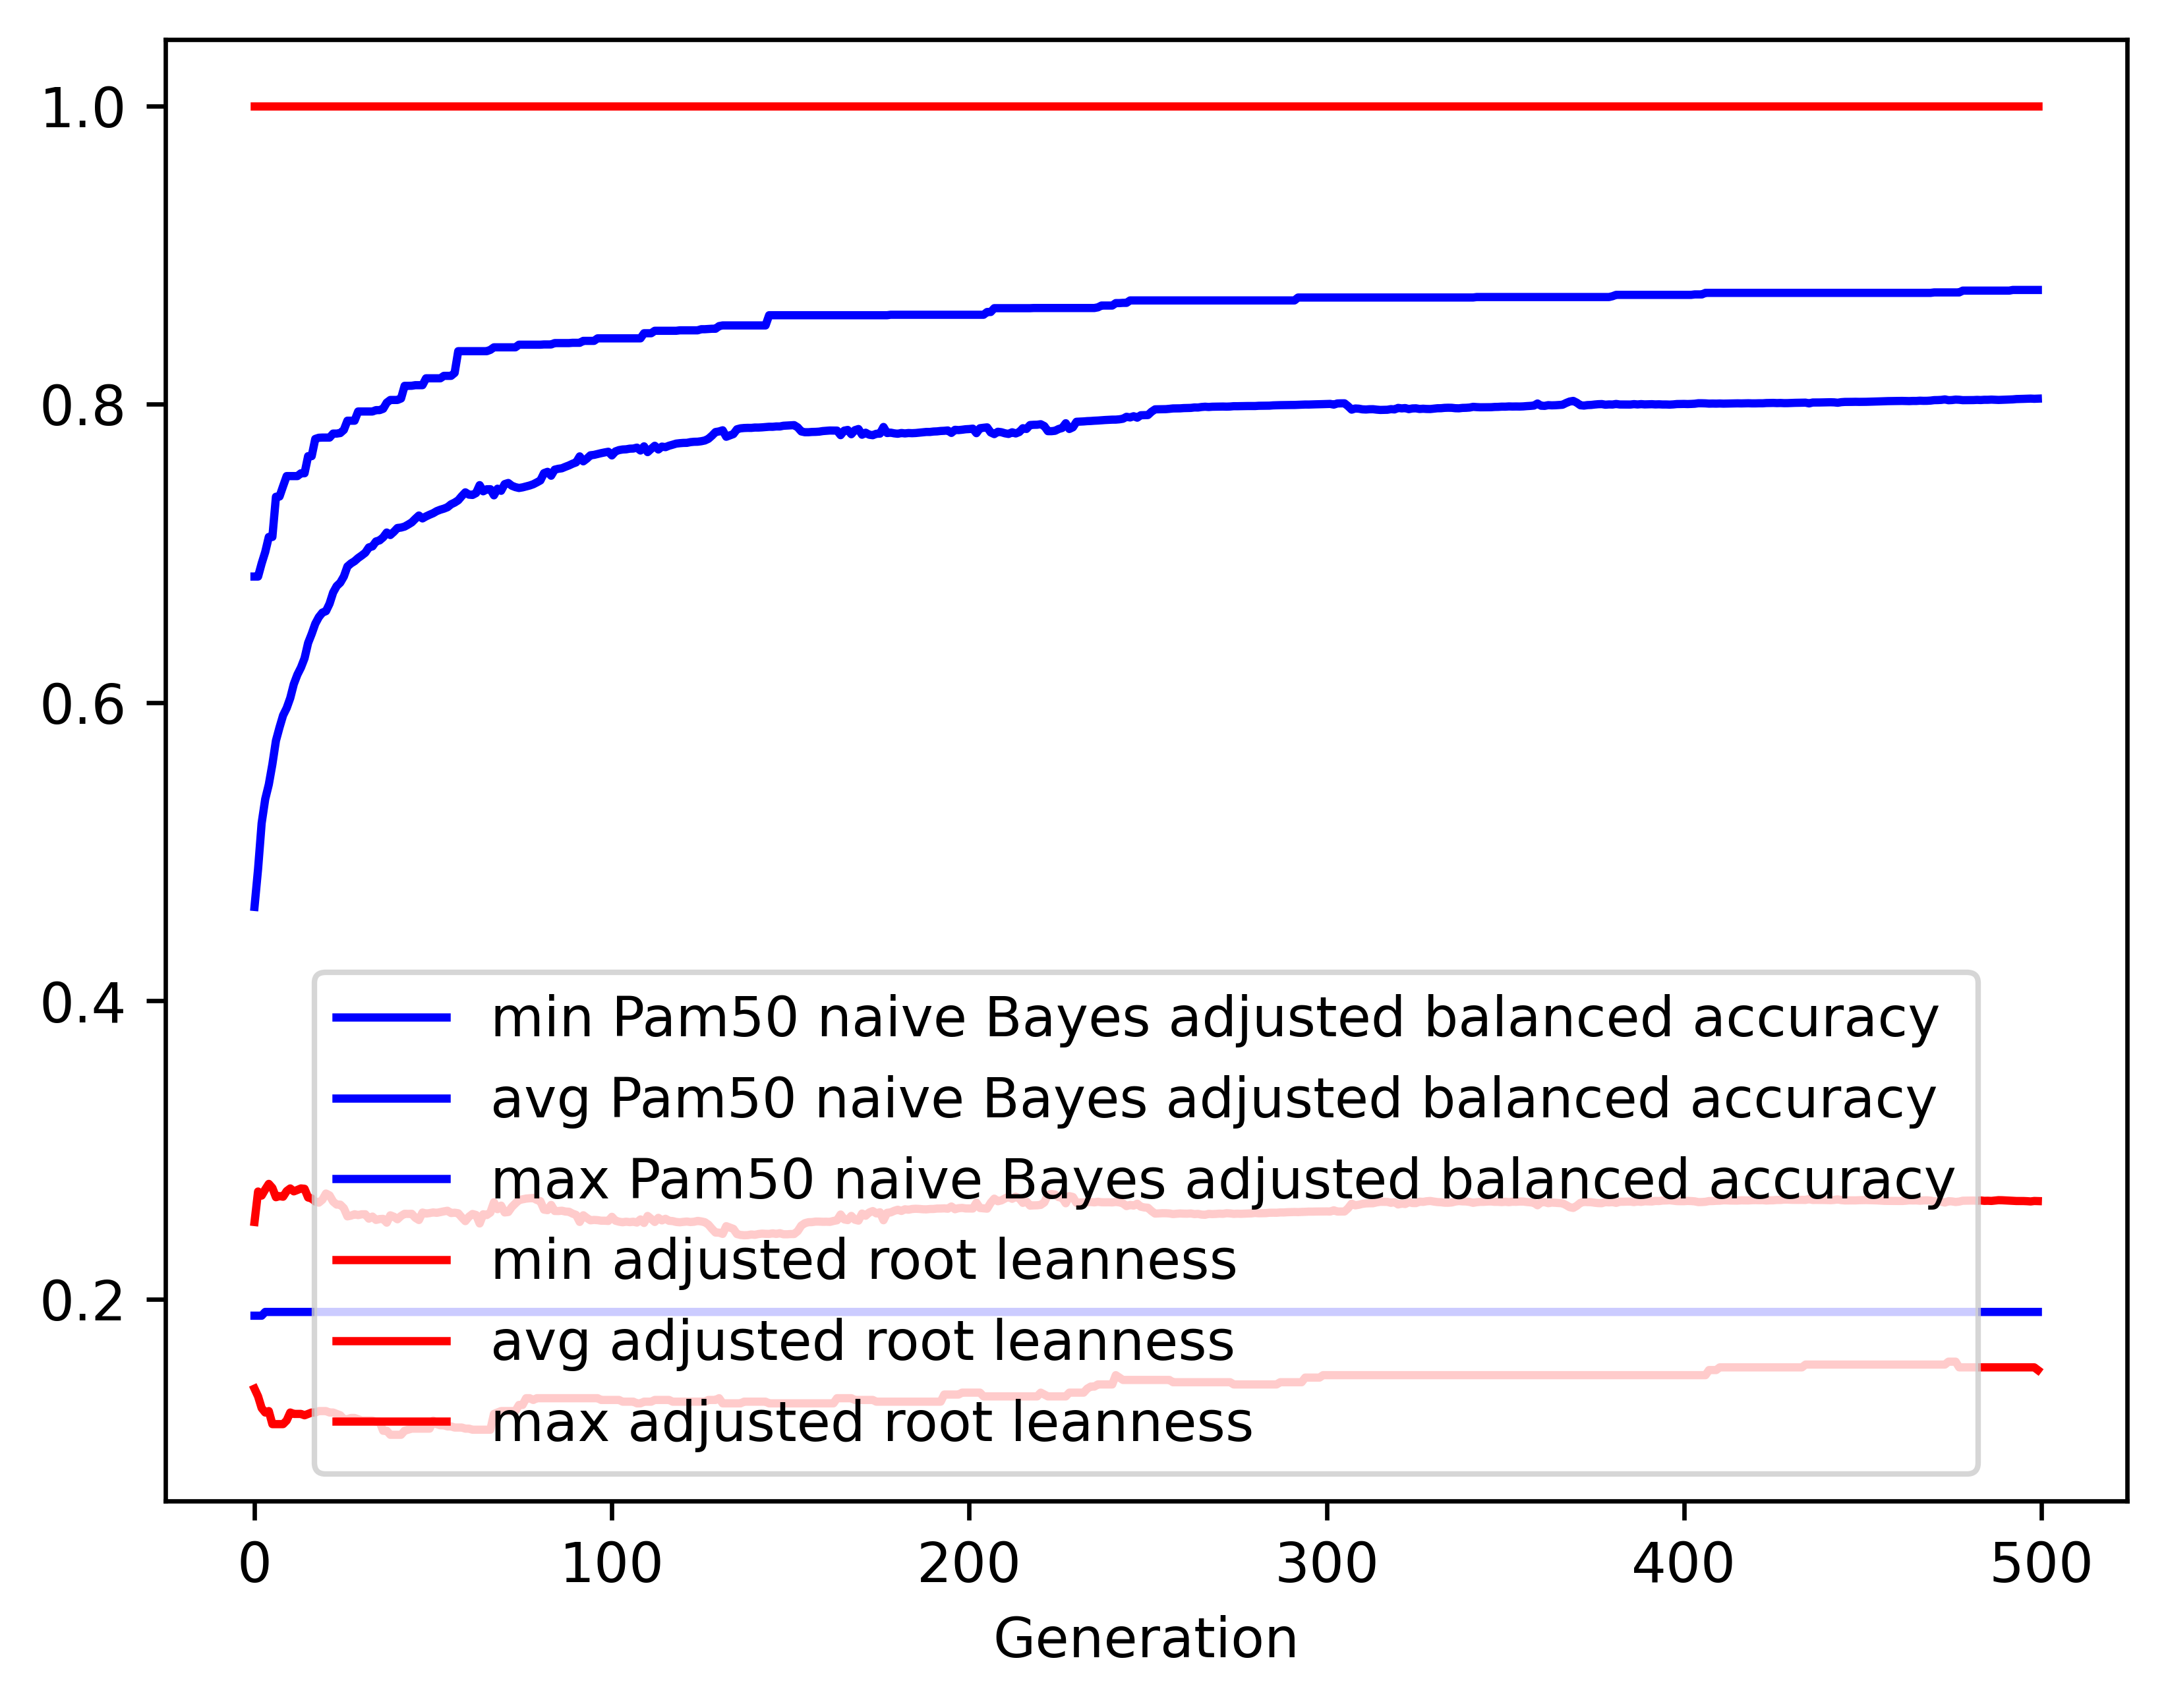 1.0
0.8
0.6
0.4
0.2
min Pam50 naive Bayes adjusted balanced accuracy
avg Pam50 naive Bayes adjusted balanced accuracy
max Pam50 naive Bayes adjusted balanced accuracy
min adjusted root leanness
avg adjusted root leanness
max adjusted root leanness
0 100 200 300 400 500
Generation